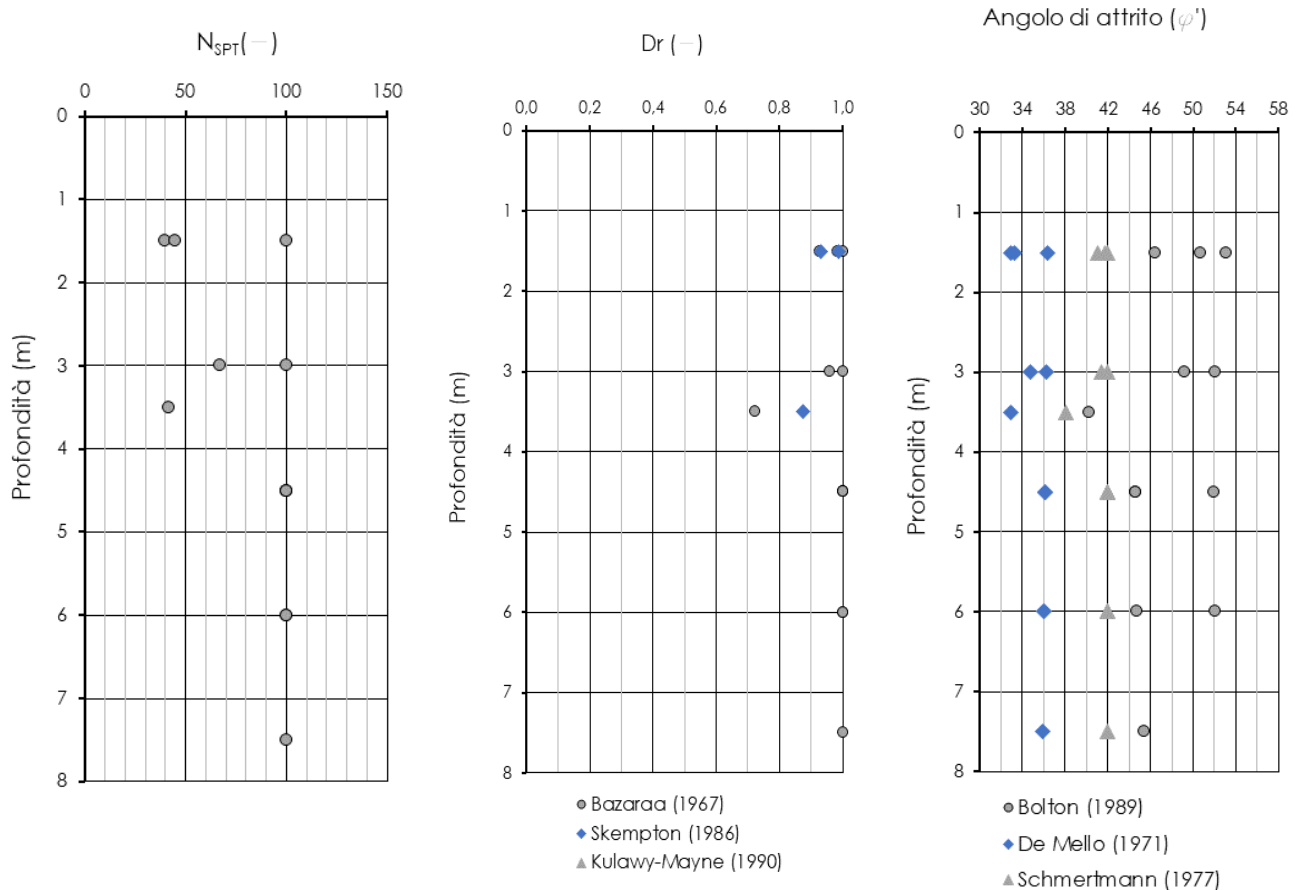 N_SPT(—)
0 50 100 150
0
1
2
3
4
5
6
7
8
Profondità (m)
Dr (—)
0,0 0,2 0,4 0,6 0,8 1,0
0
1
2
3
4
5
6
7
8
Profondità (m)
Bazaraa (1967)
Skempton (1986)
Kulawy-Mayne (1990)
Angolo di attrito (φ')
30 34 38 42 46 50 54 58
0
1
2
3
4
5
6
7
8
Profondità (m)
Bolton (1989)
De Mello (1971)
Schmertmann (1977)